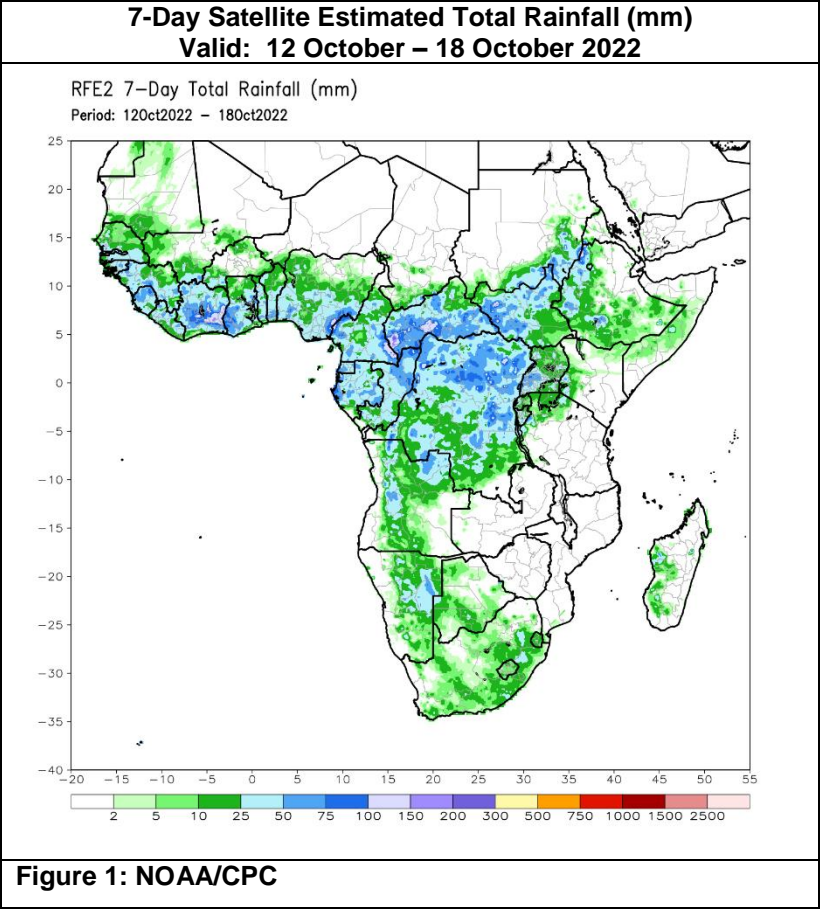 7-Day Satellite Estimated Total Rainfall (mm)
Valid: 12 October – 18 October 2022
RFE2 7-Day Total Rainfall (mm)
Period: 12Oct2022 - 18Oct2022
25
20
15
10
5
0
-5
-10
-15
-20
-25
-30
-35
-40
-20 -15 -10 -5 0 5 10 15 20 25 30 35 40 45 50 55
2 5 10 25 50 75 100 150 200 300 500 750 1000 1500 2500
Figure 1: NOAA/CPC